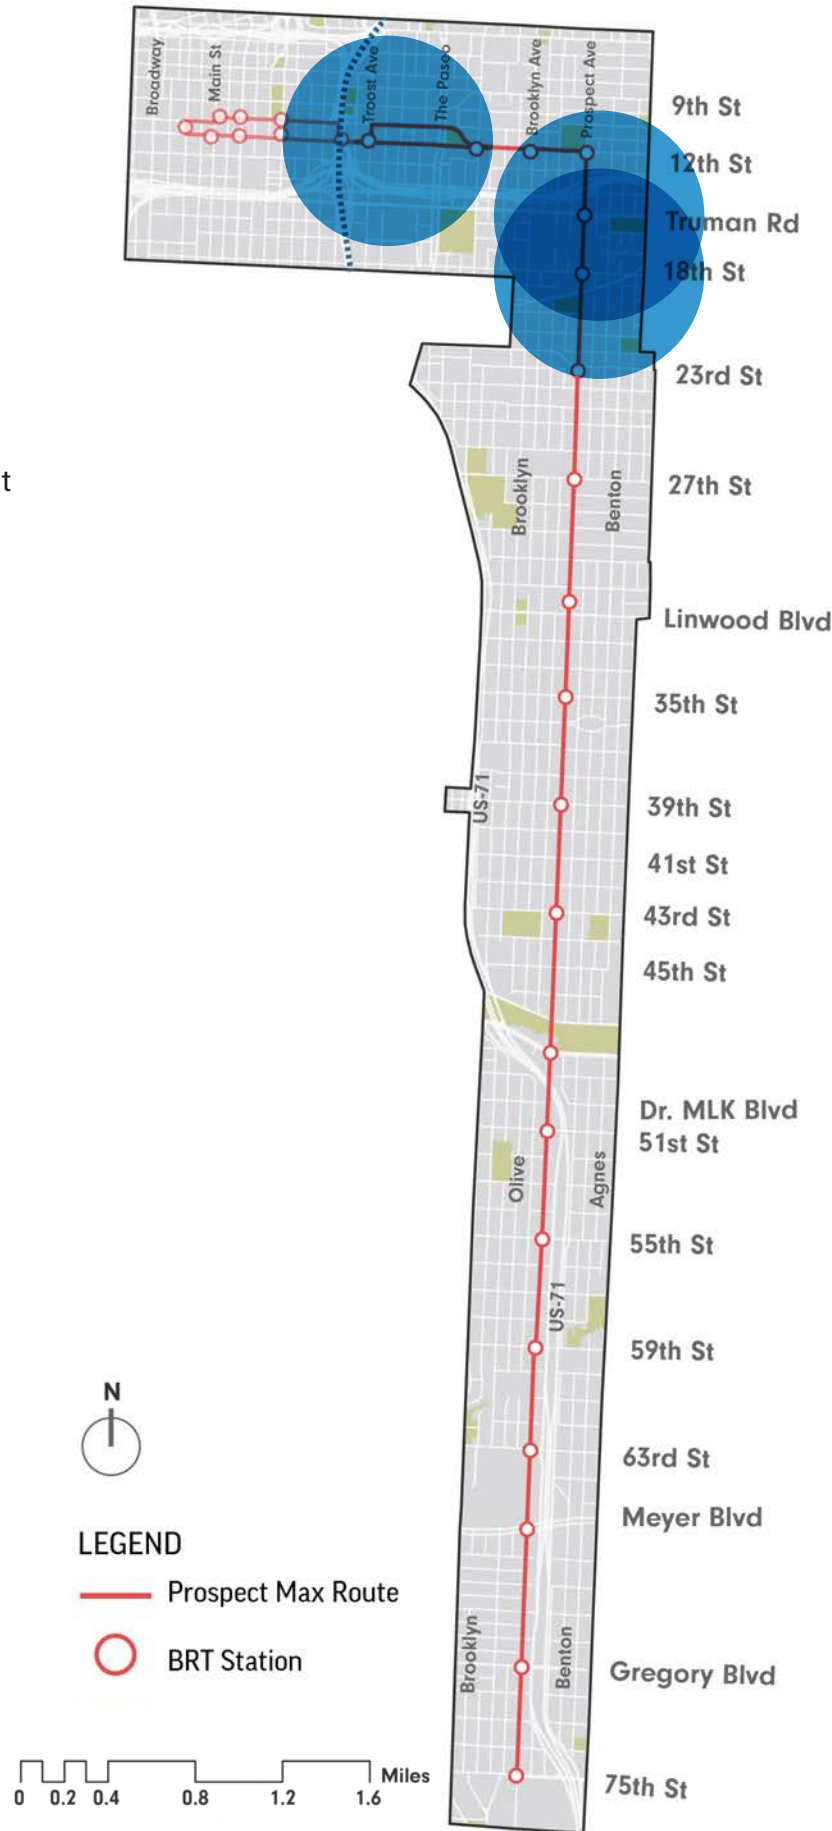 Broadway
Main St
Troost Ave
The Paseo
Brooklyn Ave
Prospect Ave
9th St
12th St
Truman Rd
18th St
23rd St
t
27th St
Brooklyn
Benton
Linwood Blvd
35th St
US-71
39th St
41st St
43rd St
45th St
Dr. MLK Blvd
51st St
Olive
Agnes
55th St
US-71
59th St
N
63rd St
Meyer Blvd
LEGEND
Prospect Max Route
BRT Station
Brooklyn
Benton
Gregory Blvd
75th St
Miles
0 0.2 0.4 0.8 1.2 1.6